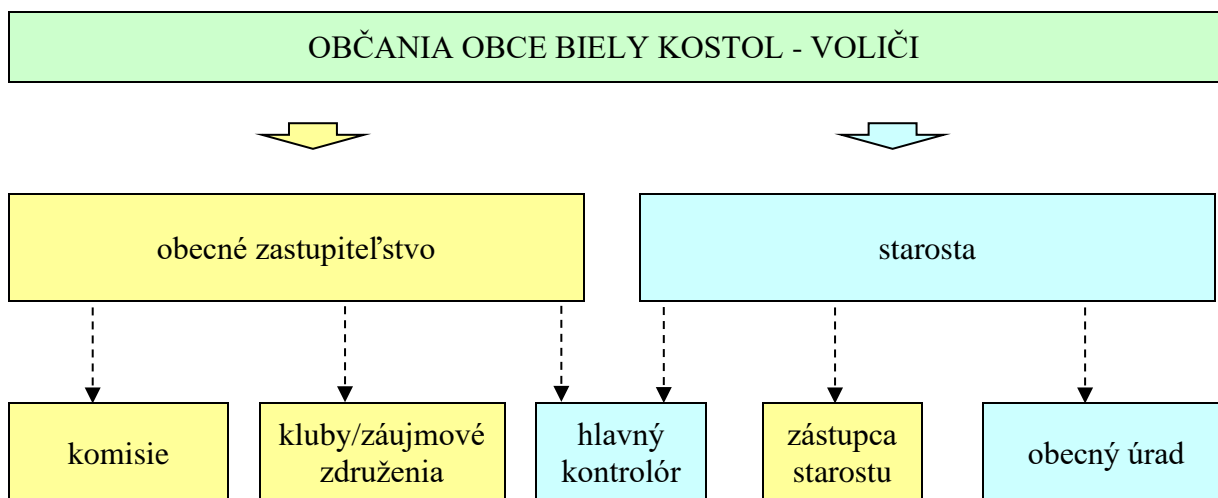 OBČANIA OBCE BIELY KOSTOL - VOLIČI
obecné zastupiteľstvo
starosta
komisie
kluby/záujmové
združenia
hlavný
kontrolór
zástupca
starostu
obecný úrad